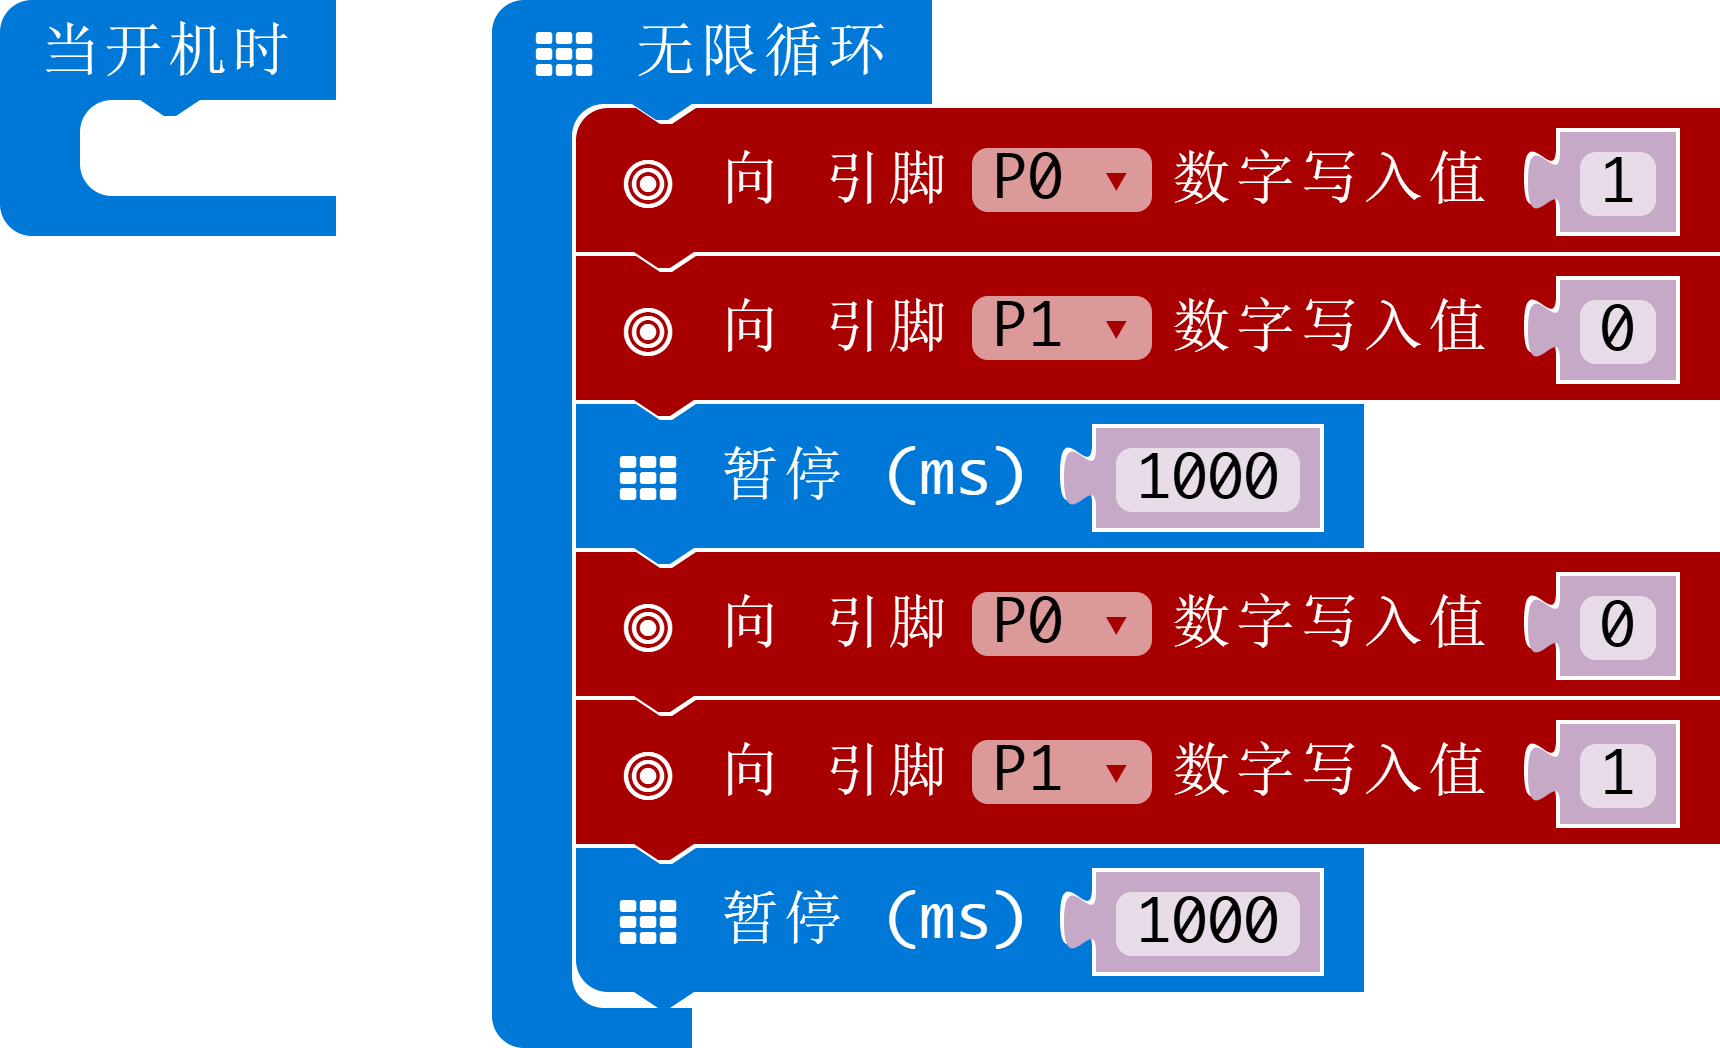 当开机时
无限循环
向 引脚 P0 数字写入值 1
向 引脚 P1 数字写入值 0
暂停 (ms) 1000
向 引脚 P0 数字写入值 0
向 引脚 P1 数字写入值 1
暂停 (ms) 1000